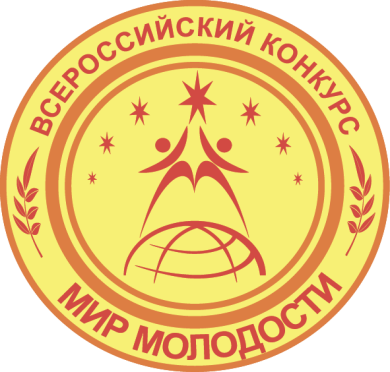 ВСЕРОССИЙСКИЙ КОНКУРС
МИР МОЛОДОСТИ